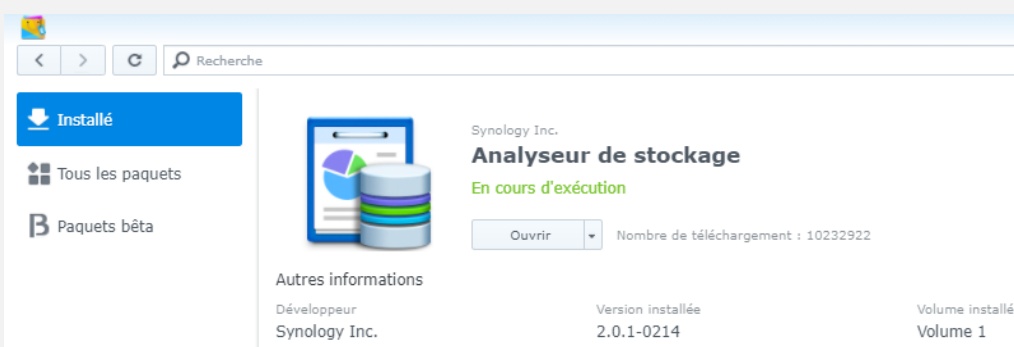 Recherche
Installé
Tous les paquets
Paquets bêta
Synology Inc.
Analyseur de stockage
En cours d'exécution
Ouvrir
Nombre de téléchargement : 10232922
Autres informations
Développeur
Synology Inc.
Version installée
2.0.1-0214
Volume installé
Volume 1